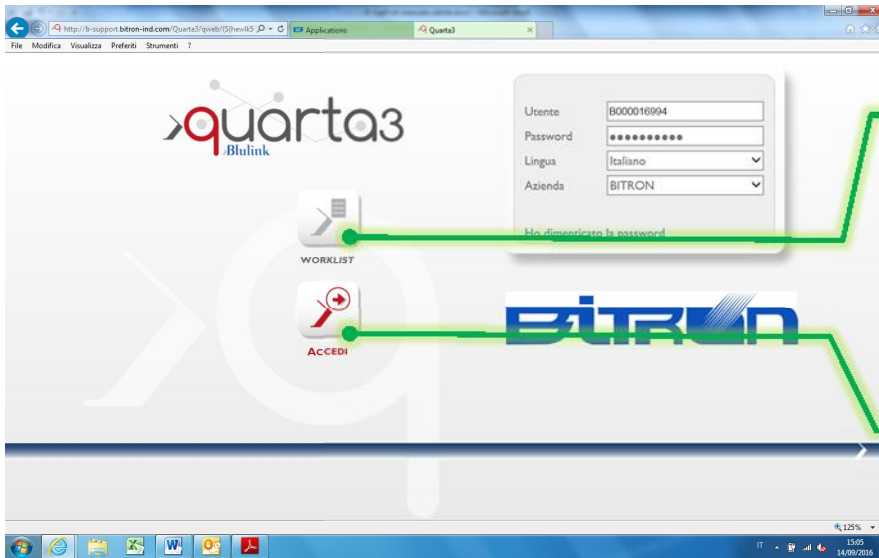 http://b-support.bitron-ind.com/Quarta3/qweb/(S(hewlk5
Applications
Quarta3
File Modifica Visualizza Preferiti Strumenti ?
quarta3
Blulink
Utente B000016994
Password ●●●●●●●●●●
Lingua Italiano
Azienda BITRON
Ho dimenticato la password
WORKLIST
ACCEDI
BITRON
125%
IT
15:05
14/09/2016